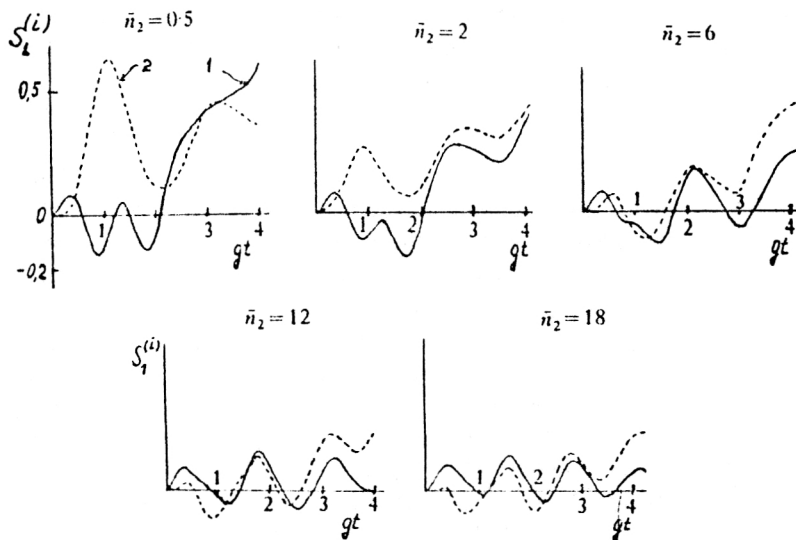 n̄₂ = 0·5
n̄₂ = 2
n̄₂ = 6
S₁⁽ⁱ⁾
0,5
0
-0,2
2
1
1
3
4
gt
1
2
3
4
gt
1
2
3
4
gt
n̄₂ = 12
n̄₂ = 18
S₁⁽ⁱ⁾
1
2
3
4
gt
1
2
3
4
gt